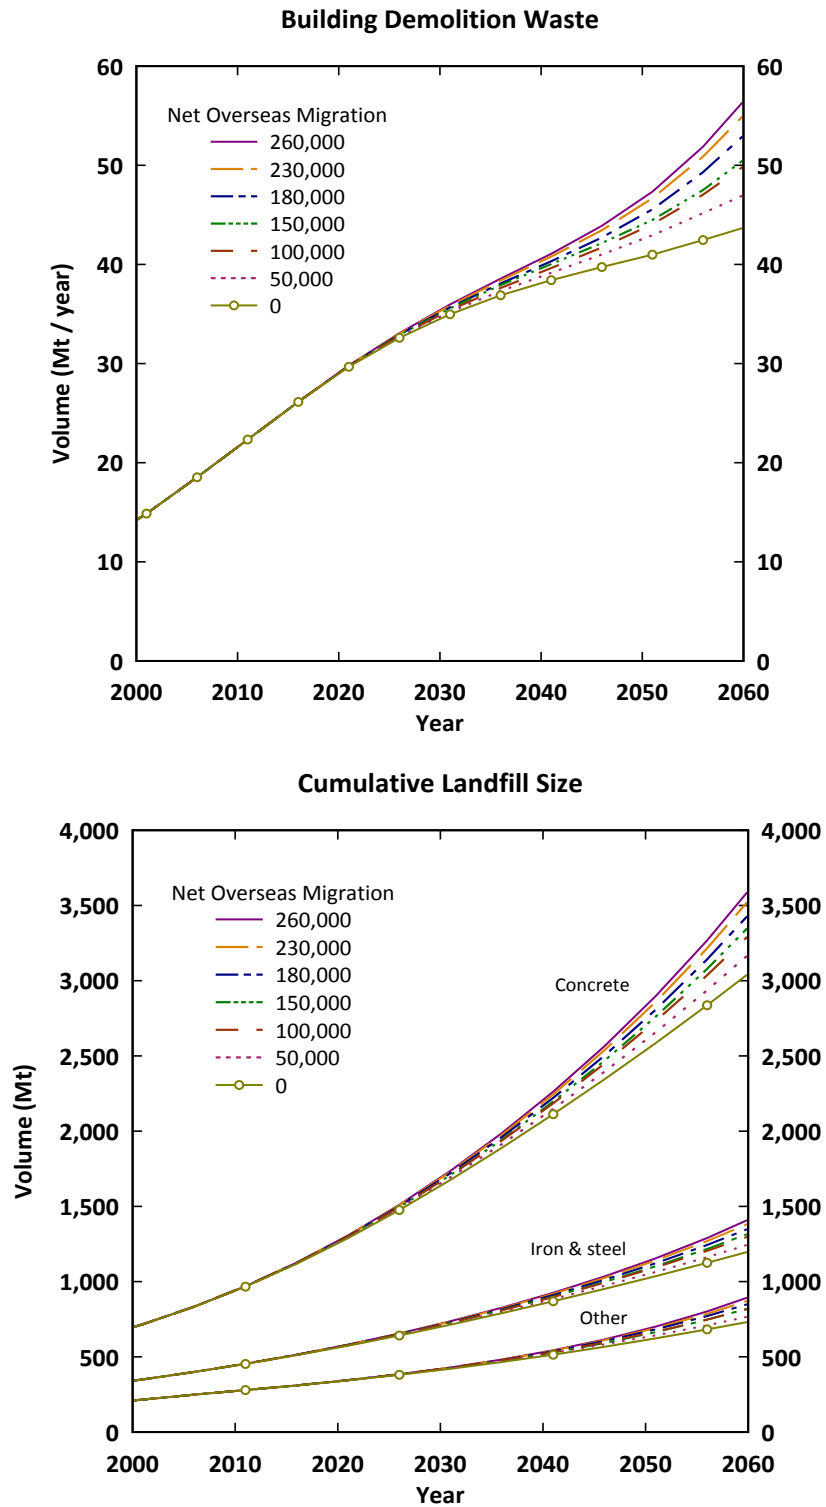 Building Demolition Waste
60 60
Net Overseas Migration
260,000
50 230,000 50
180,000
150,000
40 100,000 40
50,000
0
Volume (Mt / year)
30 30
20 20
10 10
0 0
2000 2010 2020 2030 2040 2050 2060
Year
Cumulative Landfill Size
4,000 4,000
Net Overseas Migration
3,500 260,000 3,500
230,000
180,000
3,000 150,000 Concrete 3,000
100,000
50,000
2,500 0 2,500
Volume (Mt)
2,000 2,000
1,500 1,500
Iron & steel
1,000 1,000
Other
500 500
0 0
2000 2010 2020 2030 2040 2050 2060
Year